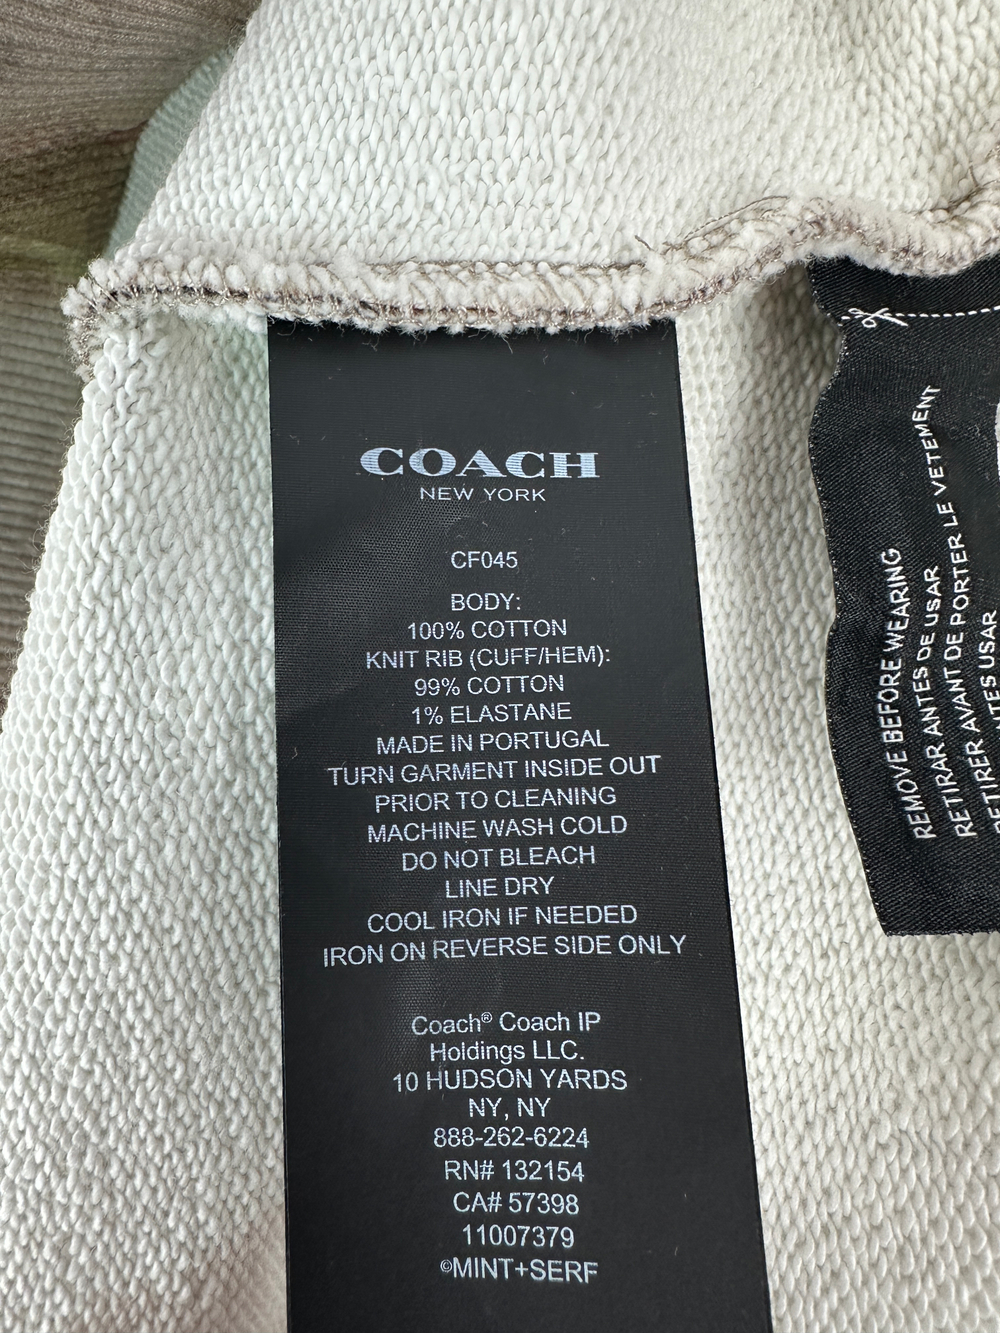 COACH
NEW YORK
CF045
BODY:
100% COTTON
KNIT RIB (CUFF/HEM):
99% COTTON
1% ELASTANE
MADE IN PORTUGAL
TURN GARMENT INSIDE OUT
PRIOR TO CLEANING
MACHINE WASH COLD
DO NOT BLEACH
LINE DRY
COOL IRON IF NEEDED
IRON ON REVERSE SIDE ONLY
Coach® Coach IP
Holdings LLC.
10 HUDSON YARDS
NY, NY
888-262-6224
RN# 132154
CA# 57398
11007379
©MINT+SERF
REMOVE BEFORE WEARING
RETIRAR ANTES DE USAR
RETIRER AVANT DE PORTER LE VETEMENT
USAR